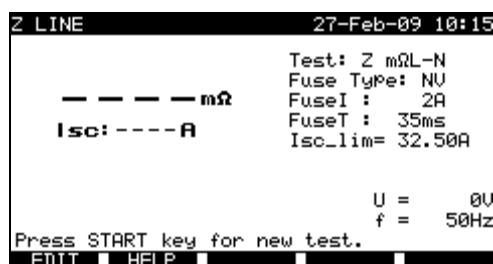 Z LINE 27-Feb-09 10:15
Test: Z mΩL-N
Fuse Type: NV
– – – – mΩ
FuseI : 2A
FuseT : 35ms
Isc:----A
Isc_lim= 32.50A
U = 0V
f = 50Hz
Press START key for new test.
EDIT HELP